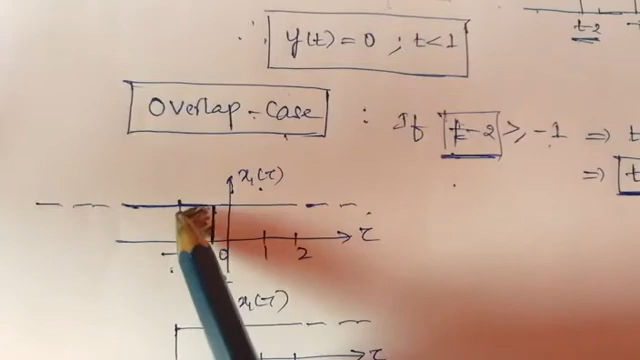 ∴ y(t) = 0 ; t < 1
t-2
Overlap - Case : If t-2 ≥ -1 ⇒ t
⇒ t
x₁(τ)
0 1 2 τ
x₁(τ)
τ